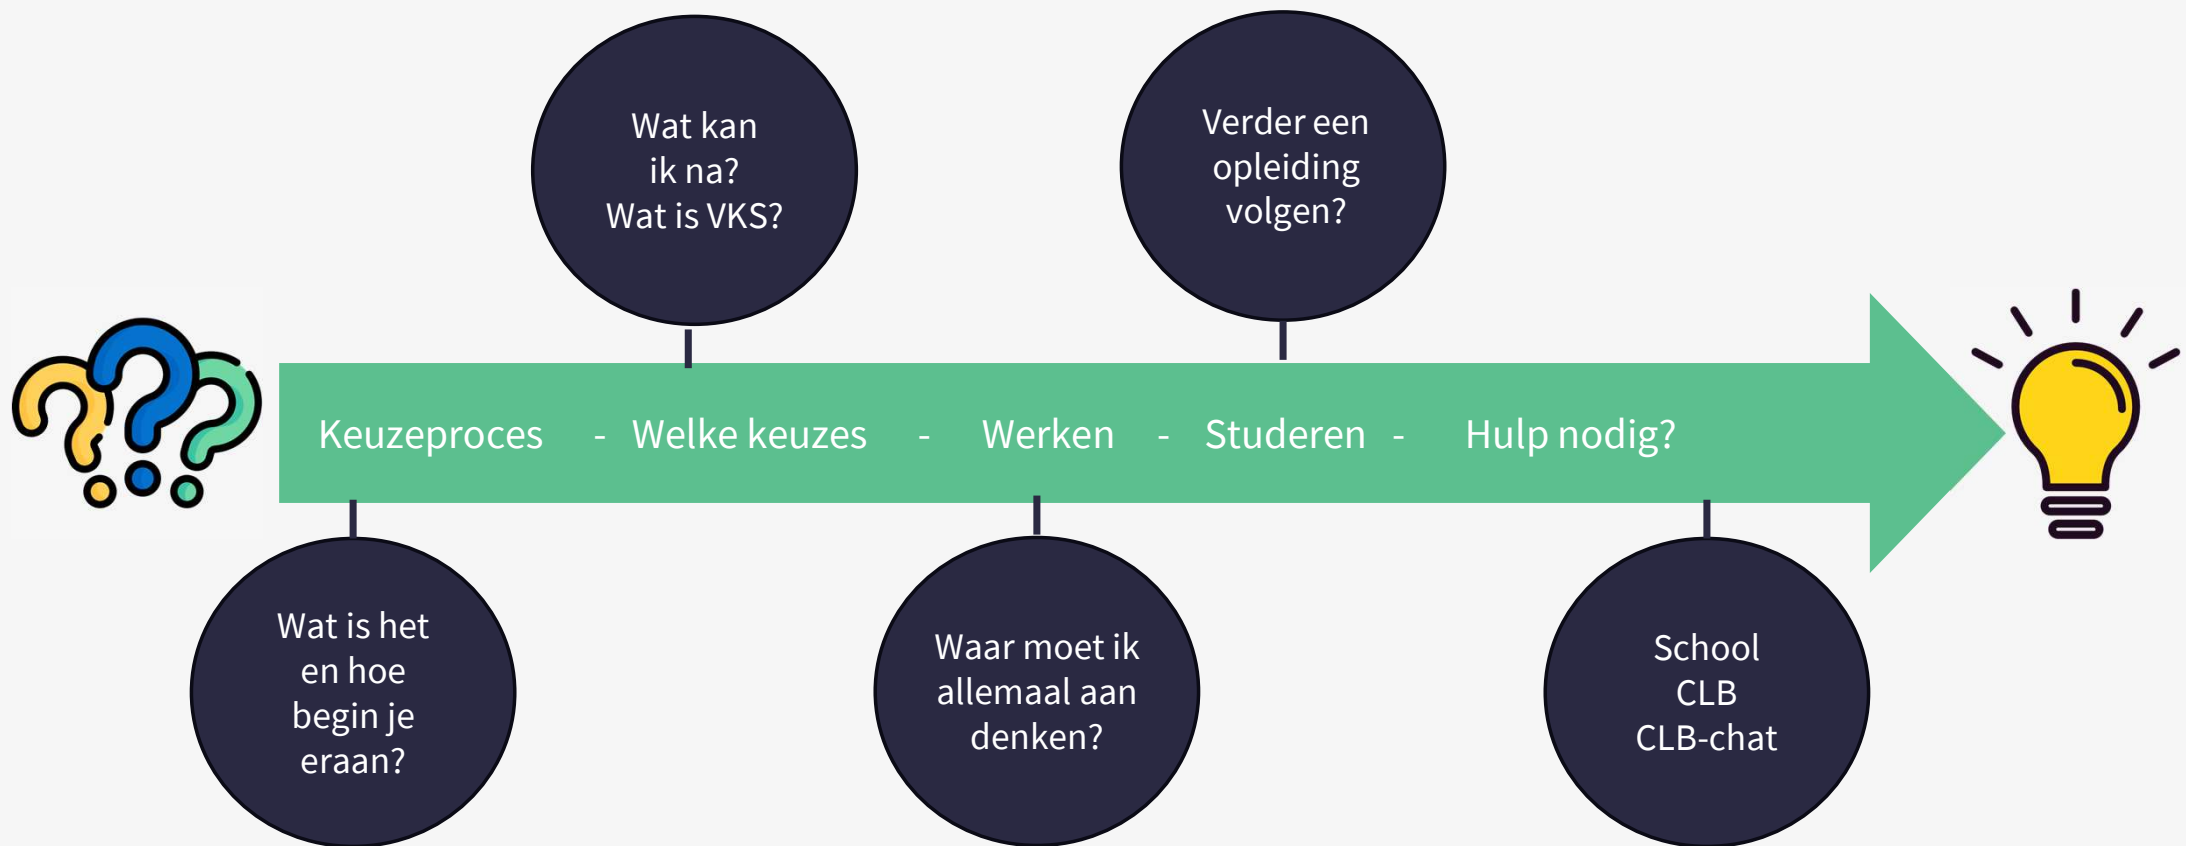 Wat kan
ik na?
Wat is VKS?
Verder een
opleiding
volgen?
Keuzeproces - Welke keuzes - Werken - Studeren - Hulp nodig?
Wat is het
en hoe
begin je
eraan?
Waar moet ik
allemaal aan
denken?
School
CLB
CLB-chat